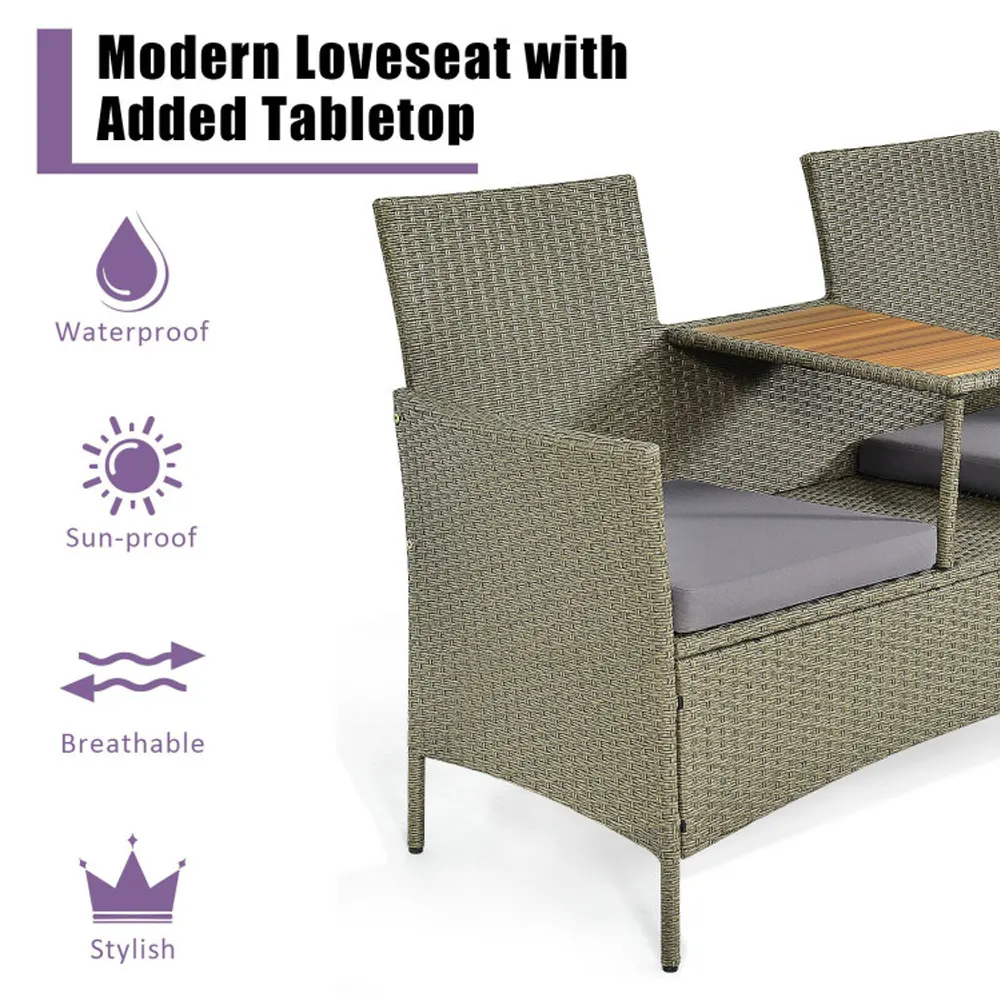 Modern Loveseat with
Added Tabletop
Waterproof
Sun-proof
Breathable
Stylish